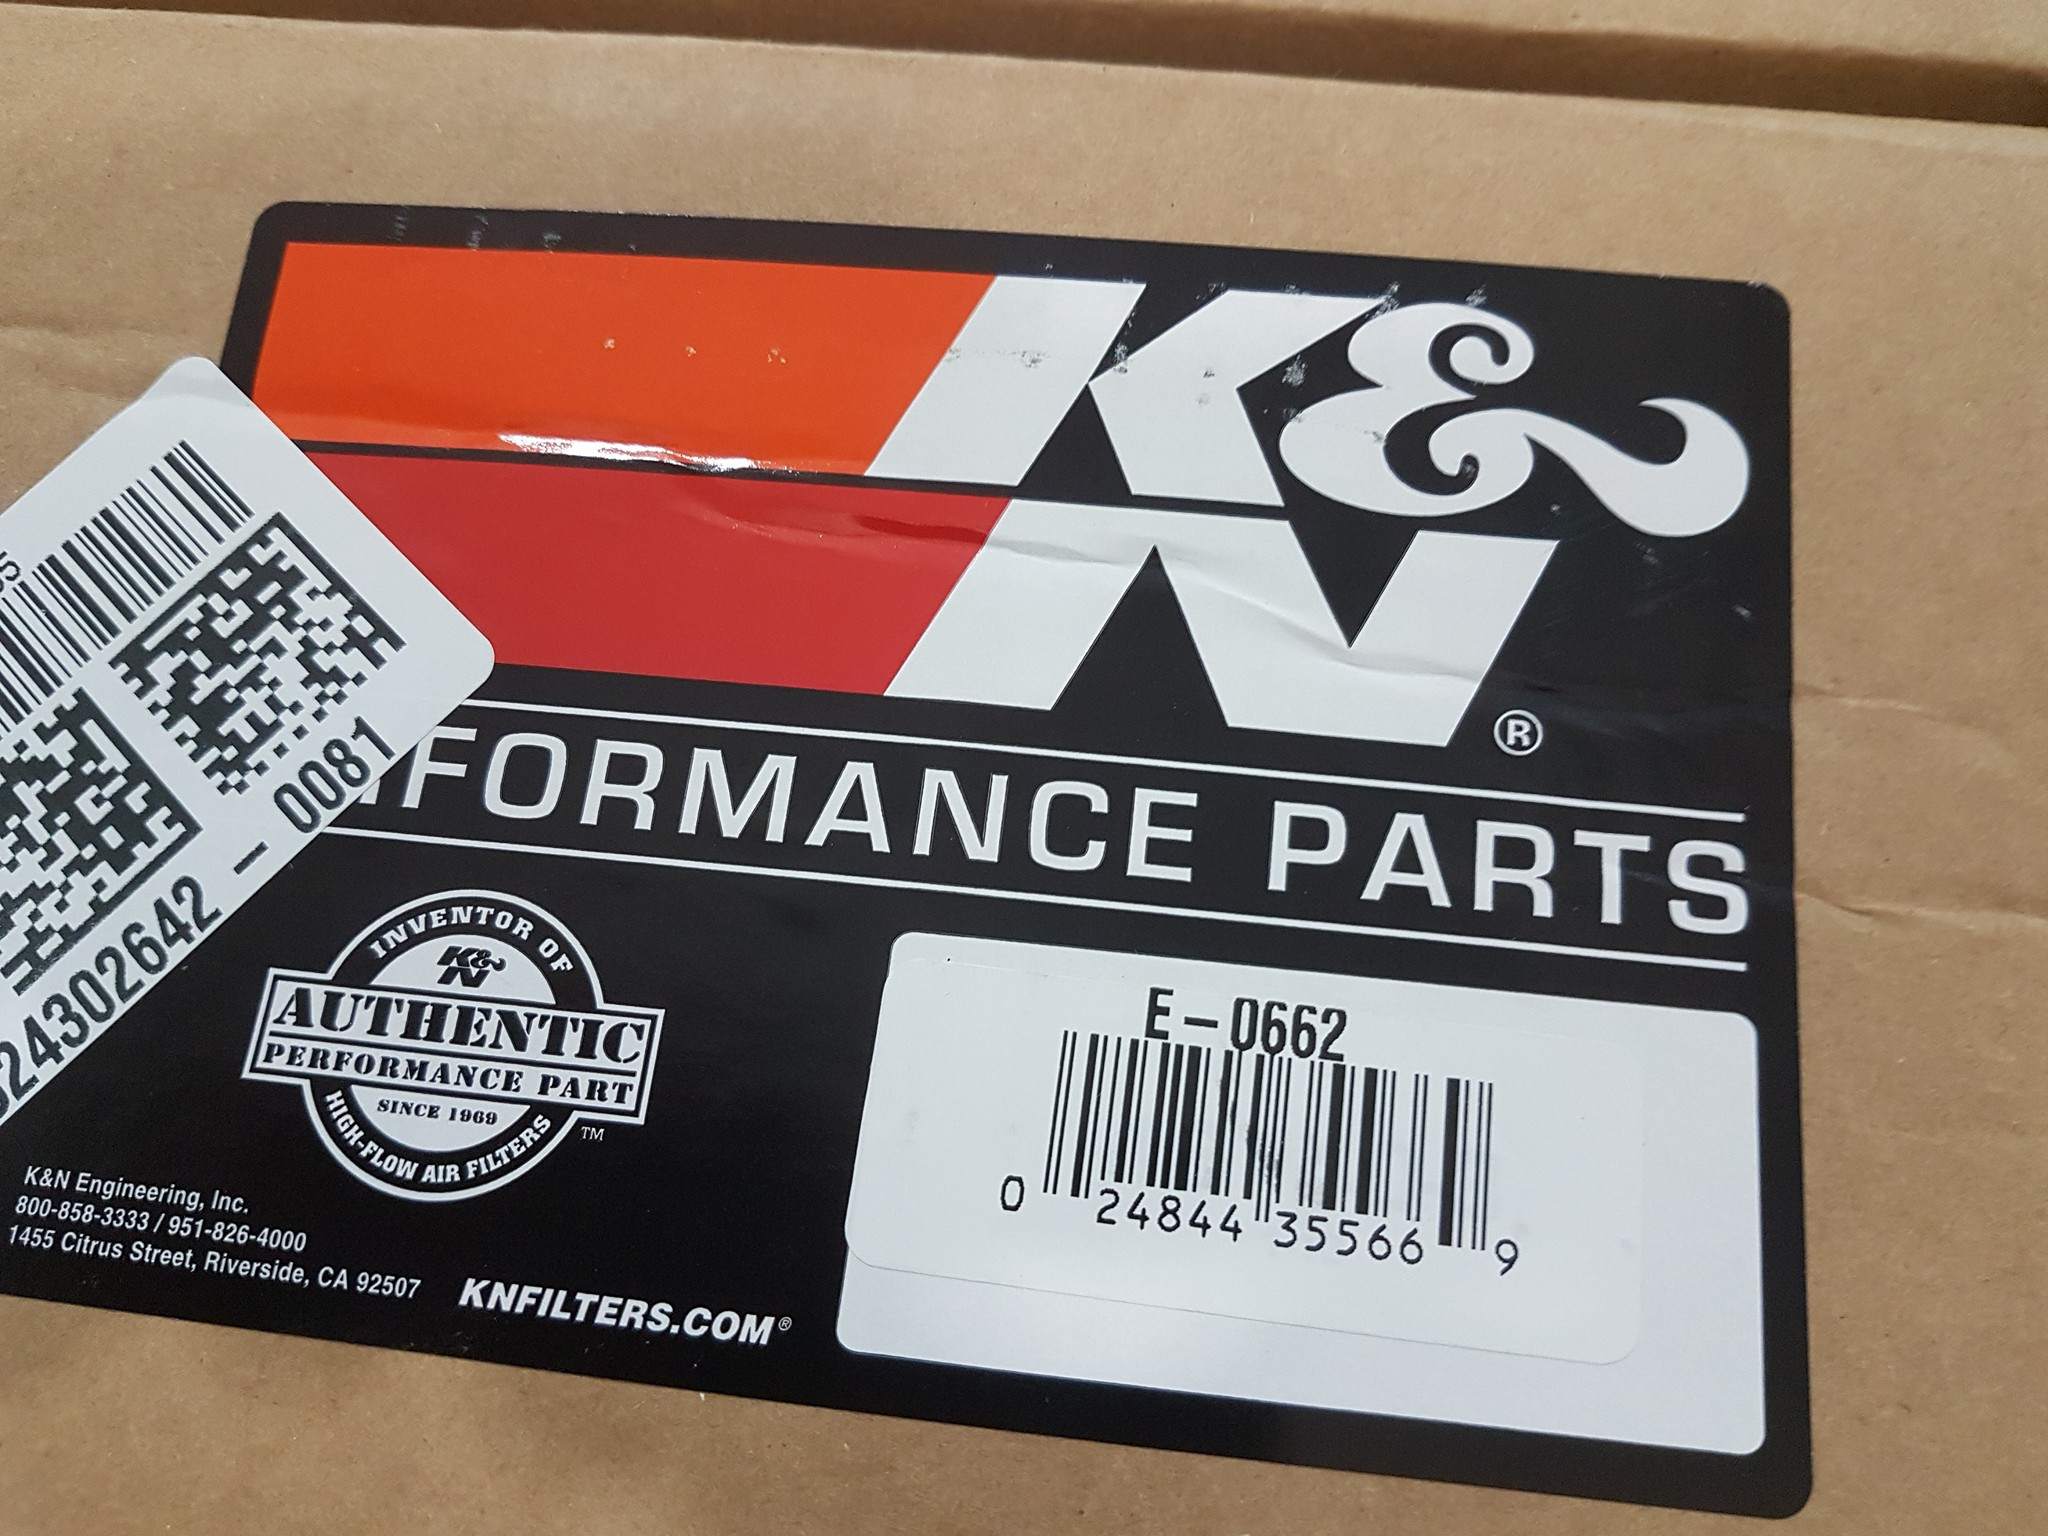 K&N®
FORMANCE PARTS
- 0081
24302642
INVENTOR OF
K&N
AUTHENTIC
PERFORMANCE PART
SINCE 1969
HIGH-FLOW AIR FILTERS
TM
K&N Engineering, Inc.
800-858-3333 / 951-826-4000
1455 Citrus Street, Riverside, CA 92507
KNFILTERS.COM®
E-0662
0 24844 35566 9